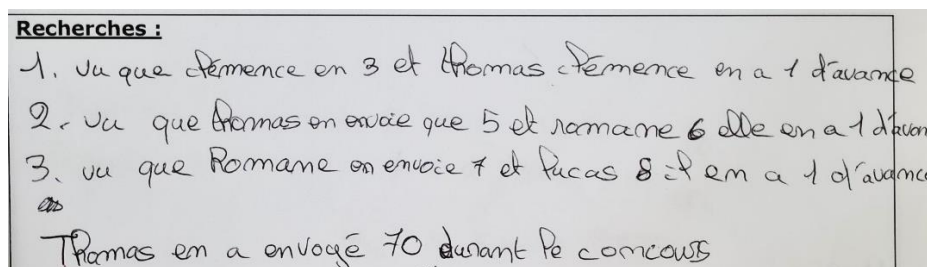 Recherches :
1. vu que clémence en 3 et thomas clémence en a 1 d'avance
2. vu que thomas en envoie que 5 et romane 6 elle en a 1 d'avan
3. vu que Romane en envoie 7 et lucas 8 il en a 1 d'avance
Thomas em a envoyé 70 durant le comcours